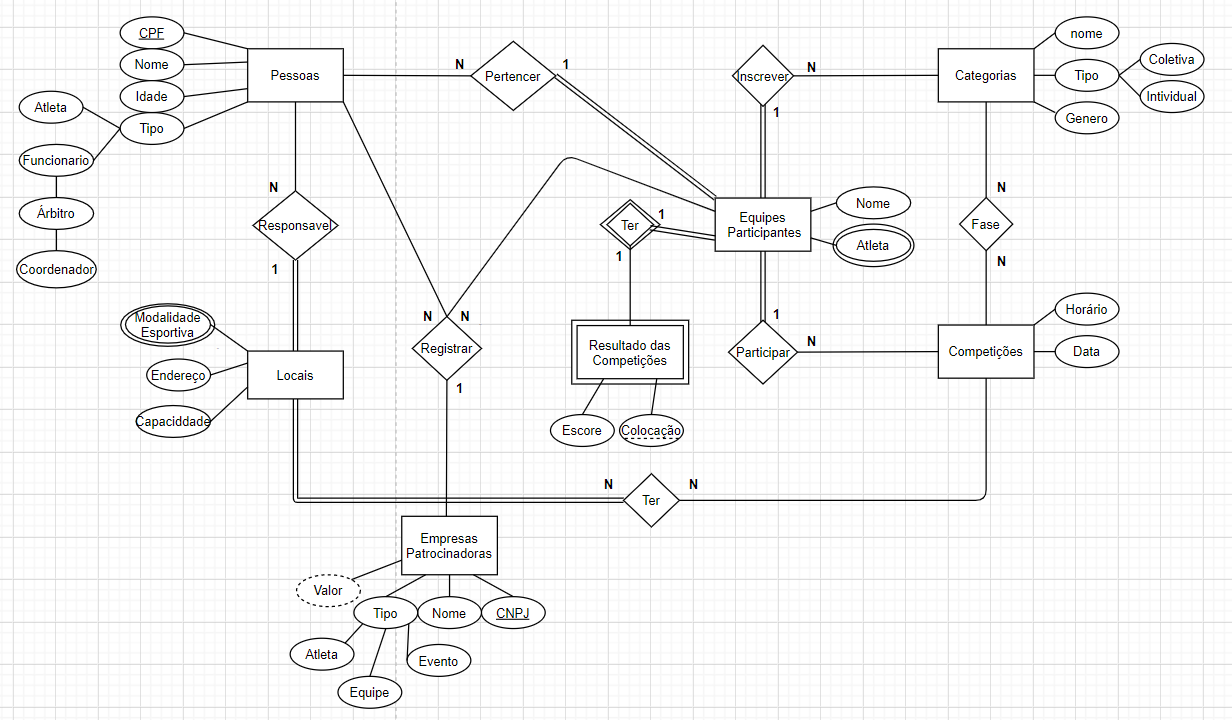 CPF
Nome
Idade
Tipo
Atleta
Funcionario
Árbitro
Coordenador
Pessoas
N
Pertencer
1
Inscrever
N
1
Categorias
nome
Tipo
Genero
Coletiva
Intividual
N
Responsavel
1
Ter
1
1
Equipes
Participantes
Nome
Atleta
N
Fase
N
Modalidade
Esportiva
Endereço
Capaciddade
Locais
N
N
Registrar
1
Resultado das
Competições
Escore
Colocação
1
Participar
N
Competições
Horário
Data
N
Ter
N
Empresas
Patrocinadoras
Valor
Tipo
Nome
CNPJ
Atleta
Equipe
Evento